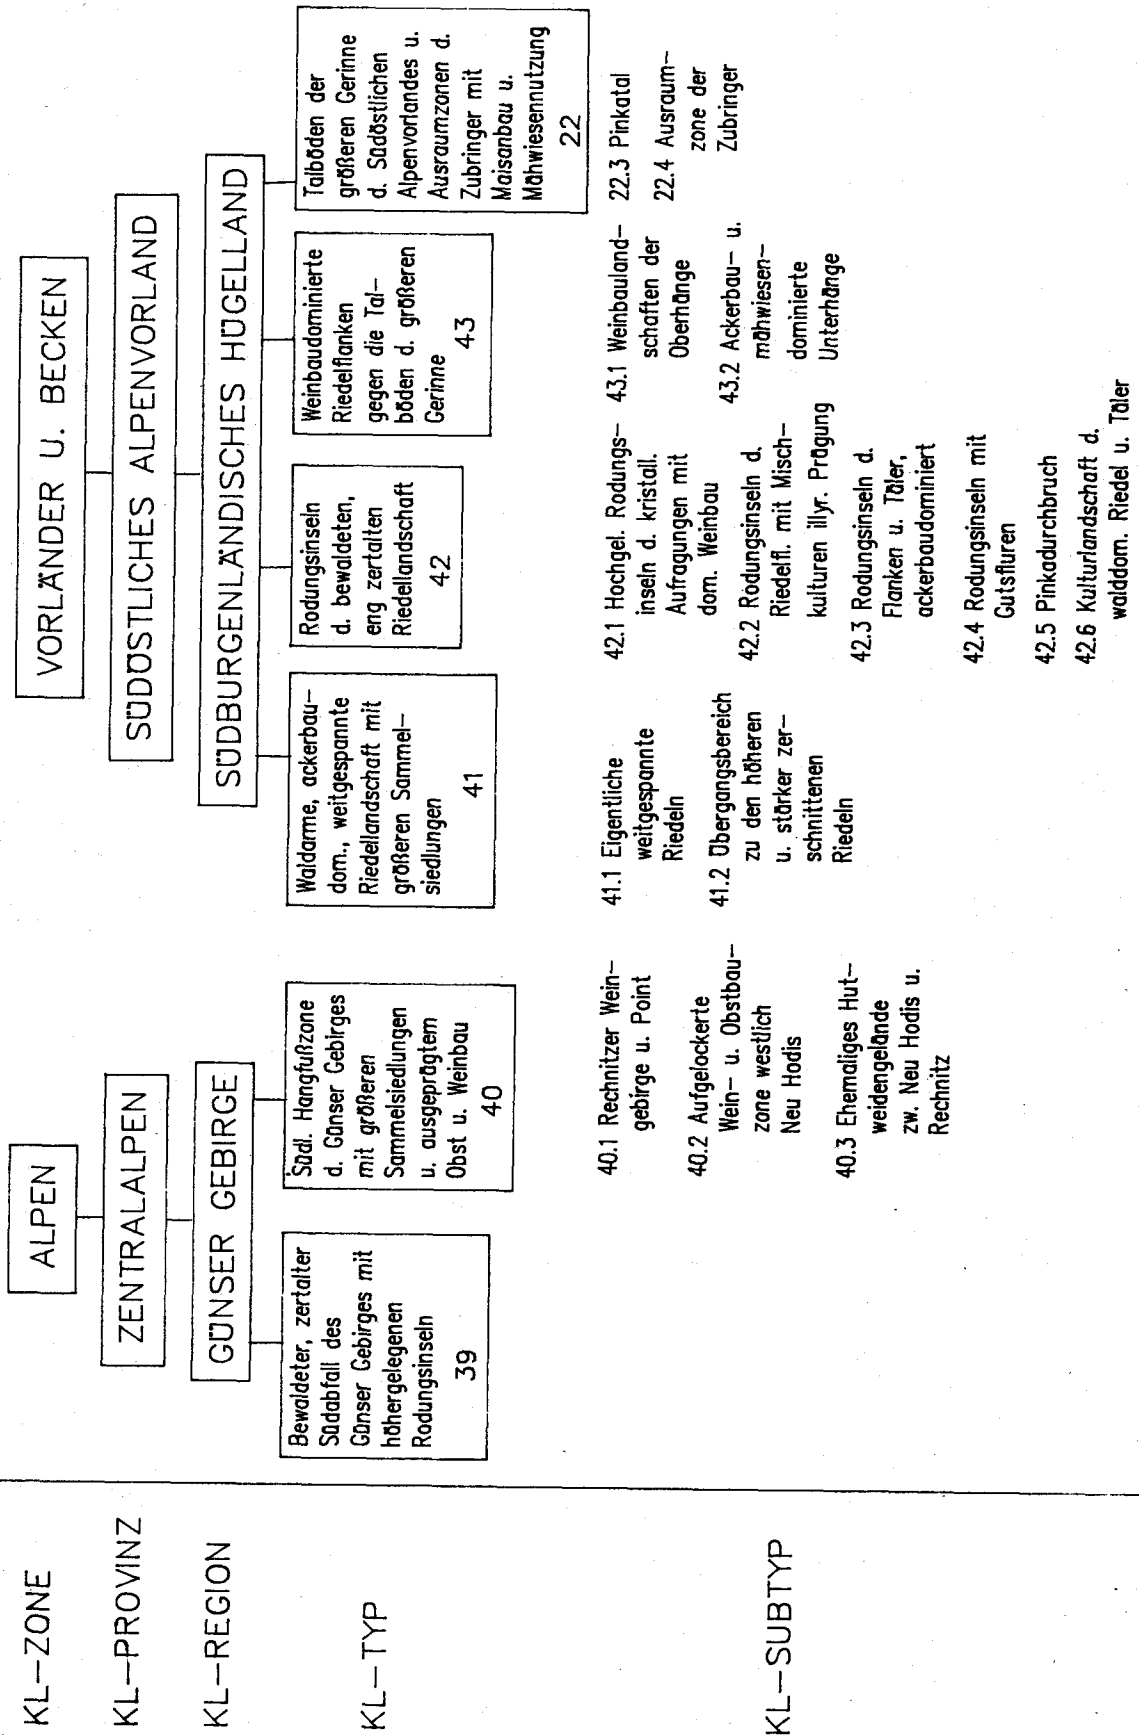 KL–ZONE
ALPEN
VORLÄNDER U. BECKEN
KL–PROVINZ
ZENTRALALPEN
SÜDÖSTLICHES ALPENVORLAND
KL–REGION
GÜNSER GEBIRGE
SÜDBURGENLÄNDISCHES HÜGELLAND
KL–TYP
Bewaldeter, zertalter
Südabfall des
Günser Gebirges mit
höhergelegenen
Rodungsinseln
39
Südl. Hangfußzone
d. Günser Gebirges
mit größeren
Sammelsiedlungen
u. ausgeprägtem
Obst u. Weinbau
40
Waldarme, ackerbau–
dom., weitgespannte
Riedellandschaft mit
größeren Sammel–
siedlungen
41
Rodungsinseln
d. bewaldeten,
eng zertalten
Riedellandschaft
42
Weinbaudominierte
Riedelflanken
gegen die Tal–
böden d. größeren
Gerinne
43
Talböden der
größeren Gerinne
d. Südöstlichen
Alpenvorlandes u.
Ausraumzonen d.
Zubringer mit
Maisanbau u.
Mähwiesennutzung
22
KL–SUBTYP
40.1 Rechnitzer Wein–
gebirge u. Point
40.2 Aufgelockerte
Wein– u. Obstbau–
zone westlich
Neu Hodis
40.3 Ehemaliges Hut–
weidengelände
zw. Neu Hodis u.
Rechnitz
41.1 Eigentliche
weitgespannte
Riedeln
41.2 Übergangsbereich
zu den höheren
u. stärker zer–
schnittenen
Riedeln
42.1 Hochgel. Rodungs–
inseln d. kristall.
Aufragungen mit
dom. Weinbau
42.2 Rodungsinseln d.
Riedelfl. mit Misch–
kulturen illyr. Prägung
42.3 Rodungsinseln d.
Flanken u. Täler,
ackerbaudominiert
42.4 Rodungsinseln mit
Gutsfluren
42.5 Pinkadurchbruch
42.6 Kulturlandschaft d.
walddom. Riedel u. Täler
43.1 Weinbauland–
schaften der
Oberhänge
43.2 Ackerbau– u.
mähwiesen–
dominierte
Unterhänge
22.3 Pinkatal
22.4 Ausraum–
zone der
Zubringer